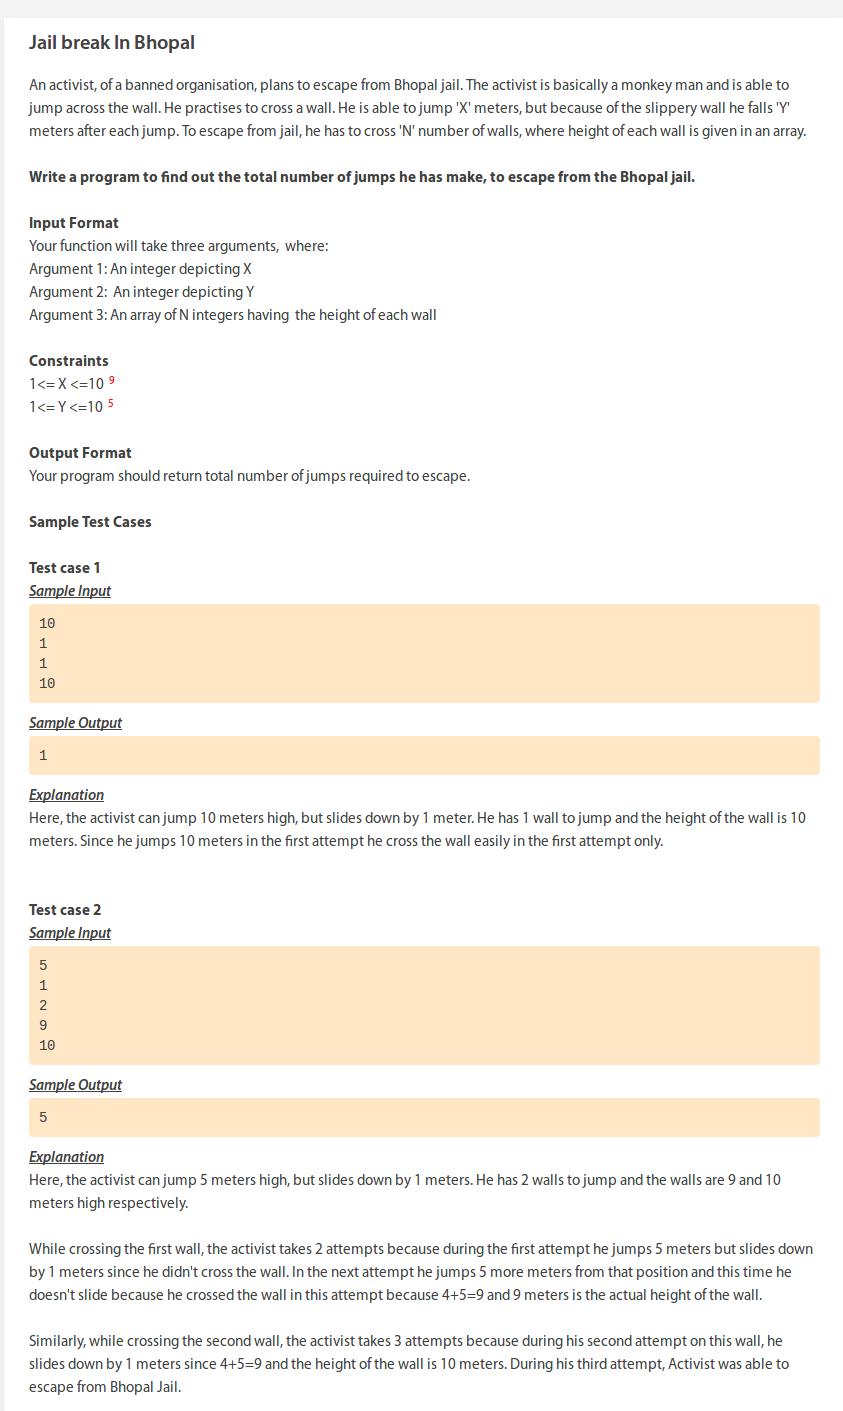 Jail break In Bhopal
An activist, of a banned organisation, plans to escape from Bhopal jail. The activist is basically a monkey man and is able to
jump across the wall. He practises to cross a wall. He is able to jump 'X' meters, but because of the slippery wall he falls 'Y'
meters after each jump. To escape from jail, he has to cross 'N' number of walls, where height of each wall is given in an array.
Write a program to find out the total number of jumps he has make, to escape from the Bhopal jail.
Input Format
Your function will take three arguments, where:
Argument 1: An integer depicting X
Argument 2: An integer depicting Y
Argument 3: An array of N integers having the height of each wall
Constraints
1<= X <=10 9
1<= Y <=10 5
Output Format
Your program should return total number of jumps required to escape.
Sample Test Cases
Test case 1
Sample Input
10
1
1
10
Sample Output
1
Explanation
Here, the activist can jump 10 meters high, but slides down by 1 meter. He has 1 wall to jump and the height of the wall is 10
meters. Since he jumps 10 meters in the first attempt he cross the wall easily in the first attempt only.
Test case 2
Sample Input
5
1
2
9
10
Sample Output
5
Explanation
Here, the activist can jump 5 meters high, but slides down by 1 meters. He has 2 walls to jump and the walls are 9 and 10
meters high respectively.
While crossing the first wall, the activist takes 2 attempts because during the first attempt he jumps 5 meters but slides down
by 1 meters since he didn't cross the wall. In the next attempt he jumps 5 more meters from that position and this time he
doesn't slide because he crossed the wall in this attempt because 4+5=9 and 9 meters is the actual height of the wall.
Similarly, while crossing the second wall, the activist takes 3 attempts because during his second attempt on this wall, he
slides down by 1 meters since 4+5=9 and the height of the wall is 10 meters. During his third attempt, Activist was able to
escape from Bhopal Jail.